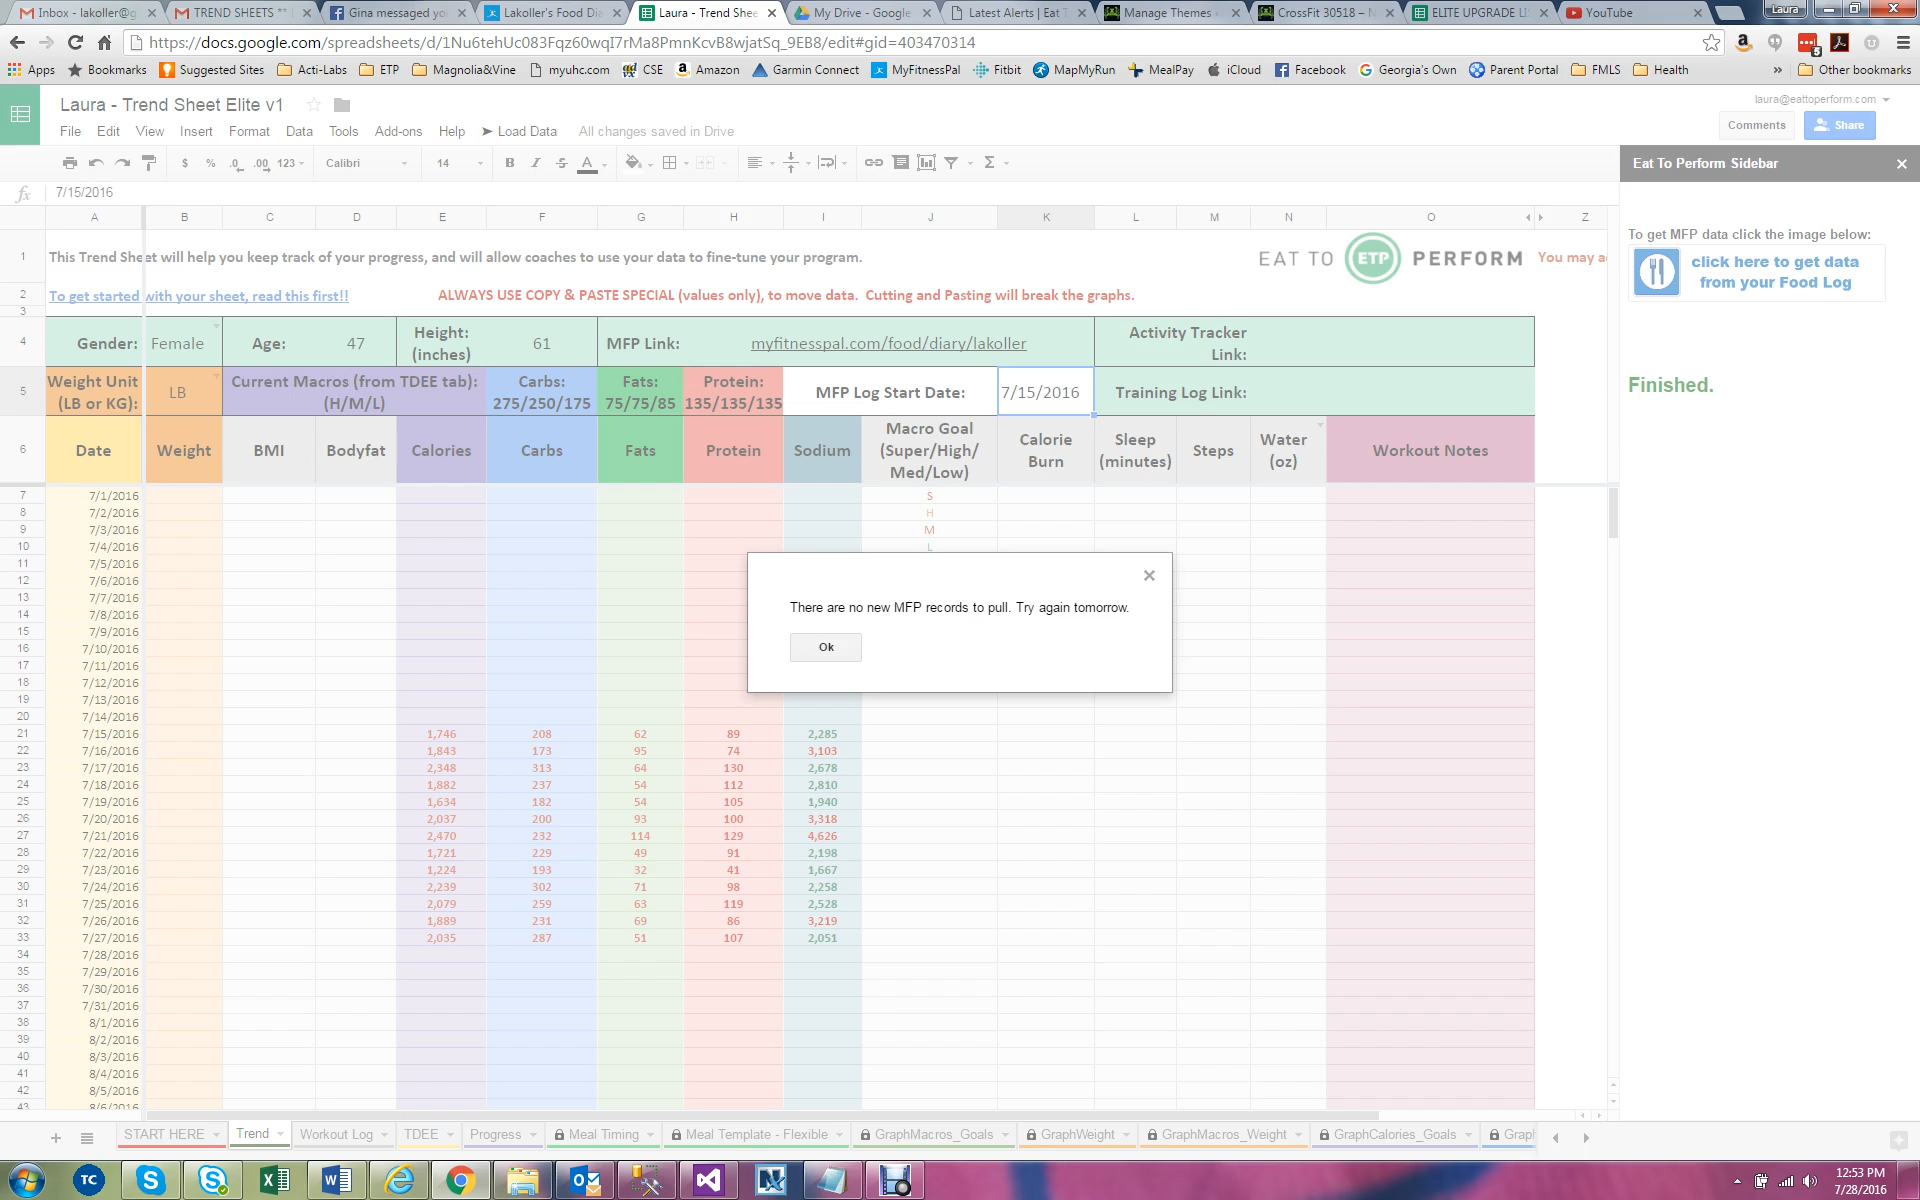 Inbox - lakoller@g
TREND SHEETS **
Gina messaged yo
Lakoller's Food Dia
Laura - Trend Shee
My Drive - Google
Latest Alerts | Eat T
Manage Themes
CrossFit 30518 – N
ELITE UPGRADE LI
YouTube
Laura
https://docs.google.com/spreadsheets/d/1Nu6tehUc083Fqz60wqI7rMa8PmnKcvB8wjatSq_9EB8/edit#gid=403470314
Apps Bookmarks Suggested Sites Acti-Labs ETP Magnolia&Vine myuhc.com CSE Amazon Garmin Connect MyFitnessPal Fitbit MapMyRun MealPay iCloud Facebook Georgia's Own Parent Portal FMLS Health » Other bookmarks
Laura - Trend Sheet Elite v1
laura@eattoperform.com
File Edit View Insert Format Data Tools Add-ons Help Load Data All changes saved in Drive
Comments Share
$ % .0 .00 123 Calibri 14 B I S A Σ
Eat To Perform Sidebar
fx 7/15/2016
A B C D E F G H I J K L M N O Z
1 This Trend Sheet will help you keep track of your progress, and will allow coaches to use your data to fine-tune your program.
EAT TO ETP PERFORM
You may a
2 To get started with your sheet, read this first!! ALWAYS USE COPY & PASTE SPECIAL (values only), to move data. Cutting and Pasting will break the graphs.
3
4 Gender: Female Age: 47 Height: (inches) 61 MFP Link: myfitnesspal.com/food/diary/lakoller Activity Tracker Link:
5 Weight Unit (LB or KG): LB Current Macros (from TDEE tab): (H/M/L) Carbs: 275/250/175 Fats: 75/75/85 Protein: 135/135/135 MFP Log Start Date: 7/15/2016 Training Log Link:
6 Date Weight BMI Bodyfat Calories Carbs Fats Protein Sodium Macro Goal (Super/High/ Med/Low) Calorie Burn Sleep (minutes) Steps Water (oz) Workout Notes
7 7/1/2016 S
8 7/2/2016 H
9 7/3/2016 M
10 7/4/2016 L
11 7/5/2016
12 7/6/2016
13 7/7/2016
14 7/8/2016
15 7/9/2016
16 7/10/2016
17 7/11/2016
18 7/12/2016
19 7/13/2016
20 7/14/2016
21 7/15/2016 1,746 208 62 89 2,285
22 7/16/2016 1,843 173 95 74 3,103
23 7/17/2016 2,348 313 64 130 2,678
24 7/18/2016 1,882 237 54 112 2,810
25 7/19/2016 1,634 182 54 105 1,940
26 7/20/2016 2,037 200 93 100 3,318
27 7/21/2016 2,470 232 114 129 4,626
28 7/22/2016 1,721 229 49 91 2,198
29 7/23/2016 1,224 193 32 41 1,667
30 7/24/2016 2,239 302 71 98 2,258
31 7/25/2016 2,079 259 63 119 2,528
32 7/26/2016 1,889 231 69 86 3,219
33 7/27/2016 2,035 287 51 107 2,051
34 7/28/2016
35 7/29/2016
36 7/30/2016
37 7/31/2016
38 8/1/2016
39 8/2/2016
40 8/3/2016
41 8/4/2016
42 8/5/2016
43 8/6/2016
There are no new MFP records to pull. Try again tomorrow.
Ok
To get MFP data click the image below:
click here to get data
from your Food Log
Finished.
START HERE Trend Workout Log TDEE Progress Meal Timing Meal Template - Flexible GraphMacros_Goals GraphWeight GraphMacros_Weight GraphCalories_Goals Graph
TC
12:53 PM
7/28/2016